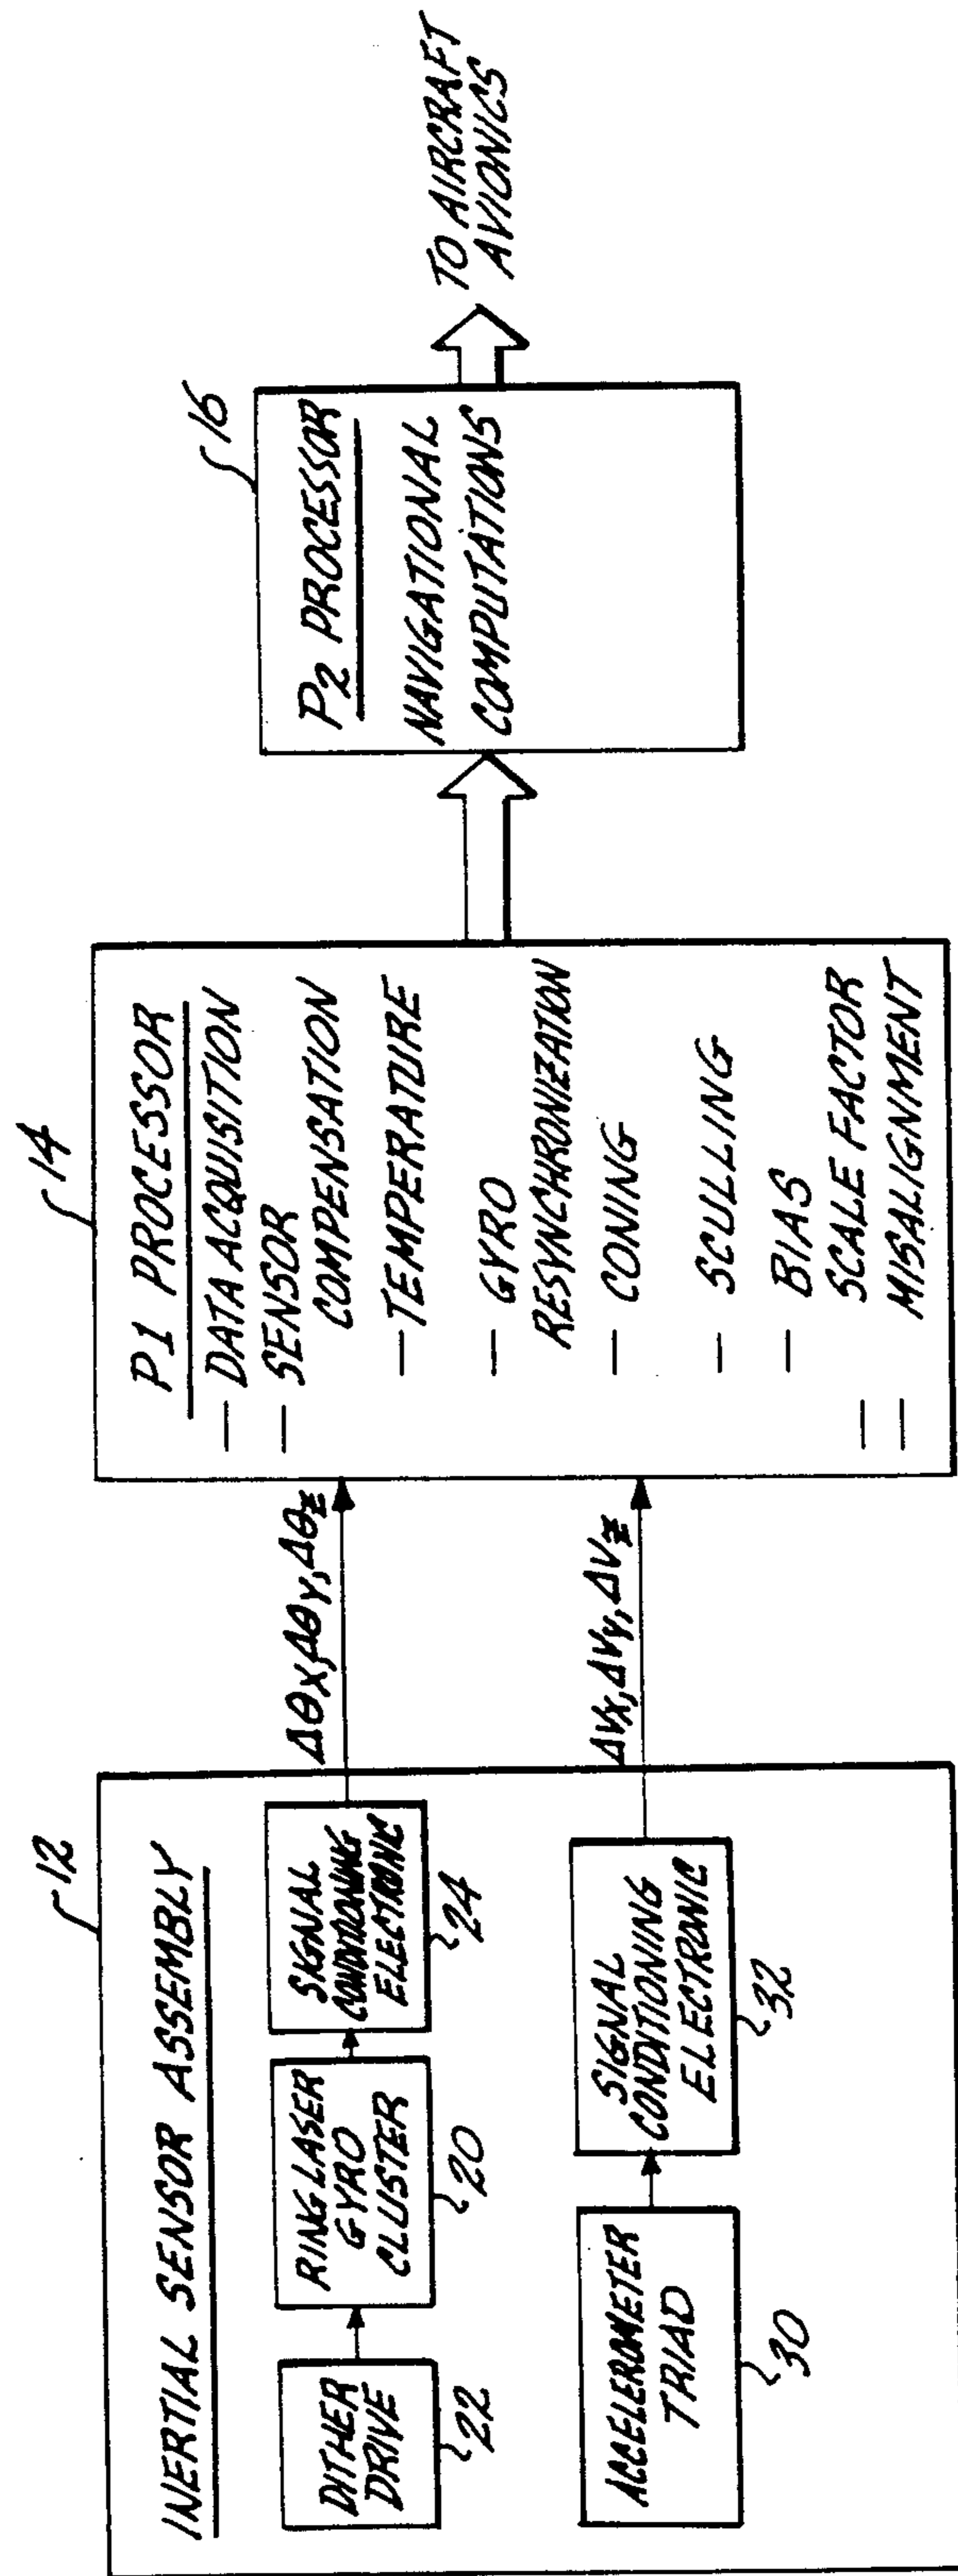 12
INERTIAL SENSOR ASSEMBLY
DITHER
DRIVE
22
RING LASER
GYRO
CLUSTER
20
SIGNAL
CONDITIONING
ELECTRONIC
24
ACCELEROMETER
TRIAD
30
SIGNAL
CONDITIONING
ELECTRONIC
32
ΔθX, ΔθY, ΔθZ
ΔVX, ΔVY, ΔVZ
14
P1 PROCESSOR
— DATA ACQUISITION
— SENSOR
COMPENSATION
— TEMPERATURE
— GYRO
RESYNCHRONIZATION
— CONING
— SCULLING
— BIAS
— SCALE FACTOR
— MISALIGNMENT
16
P2 PROCESSOR
NAVIGATIONAL
COMPUTATIONS
TO AIRCRAFT
AVIONICS